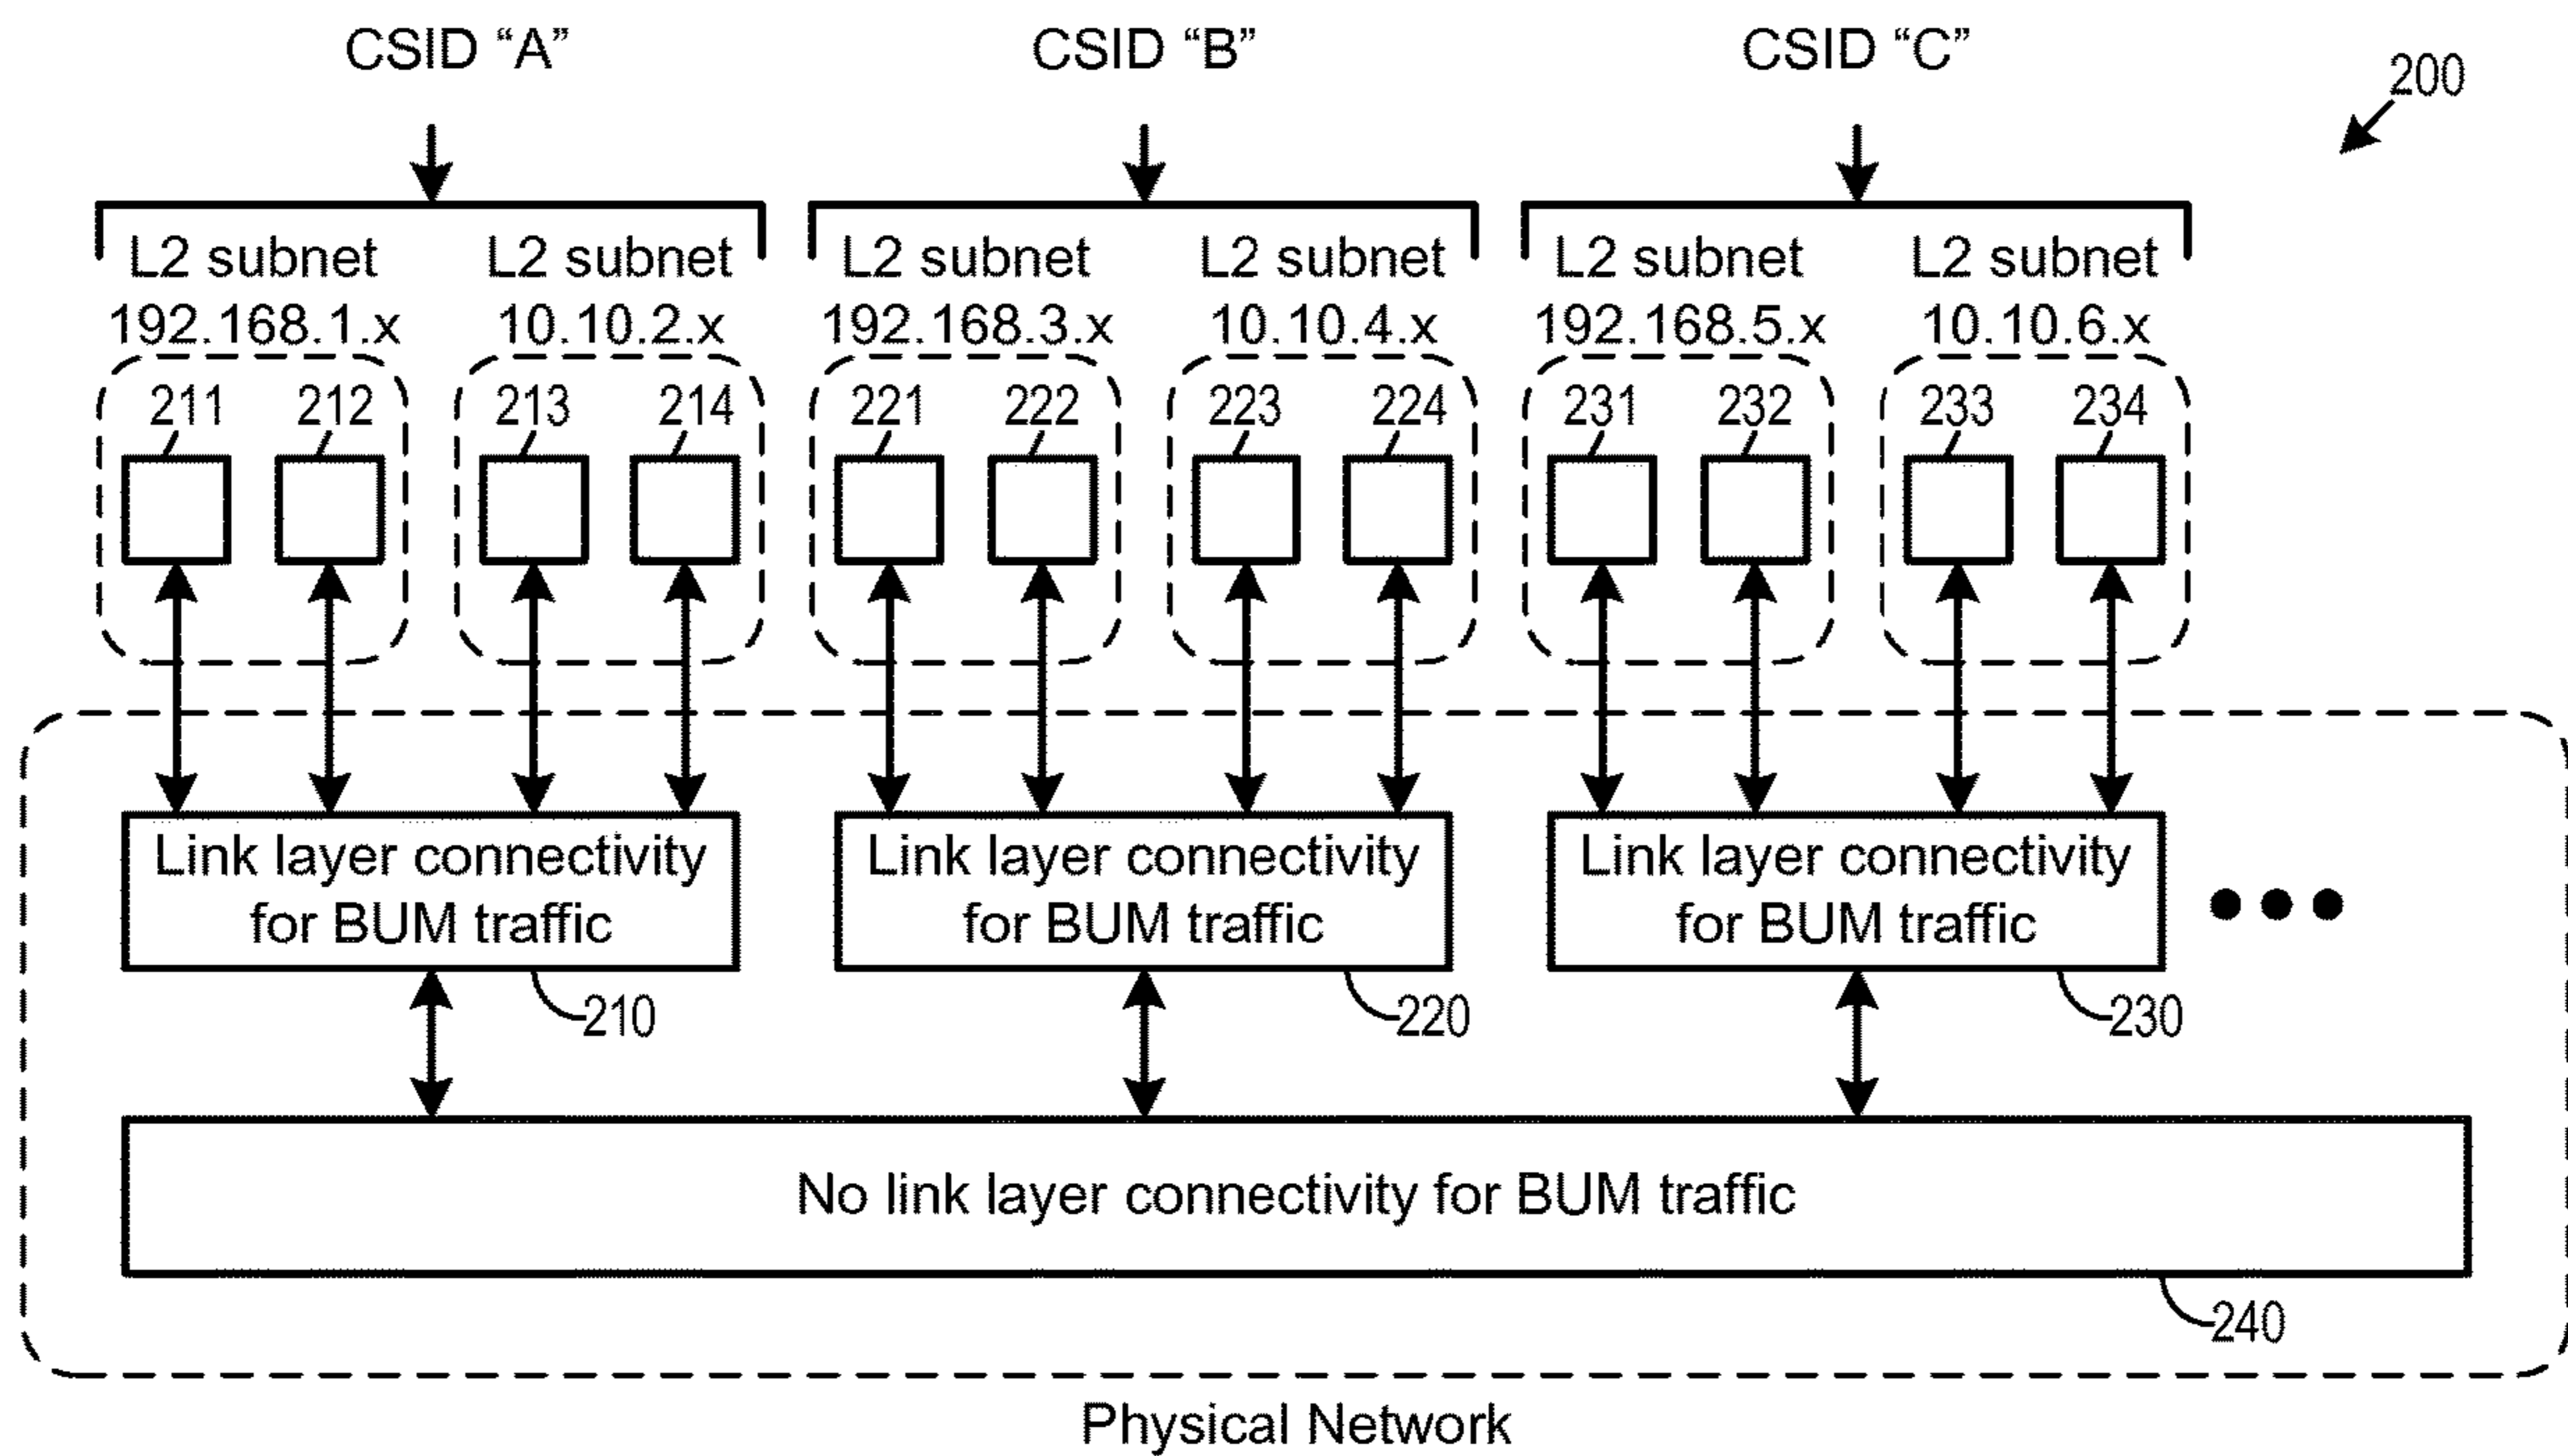 CSID “A”
CSID “B”
CSID “C”
200
L2 subnet
192.168.1.x
L2 subnet
10.10.2.x
L2 subnet
192.168.3.x
L2 subnet
10.10.4.x
L2 subnet
192.168.5.x
L2 subnet
10.10.6.x
211
212
213
214
221
222
223
224
231
232
233
234
Link layer connectivity
for BUM traffic
210
Link layer connectivity
for BUM traffic
220
Link layer connectivity
for BUM traffic
230
No link layer connectivity for BUM traffic
240
Physical Network